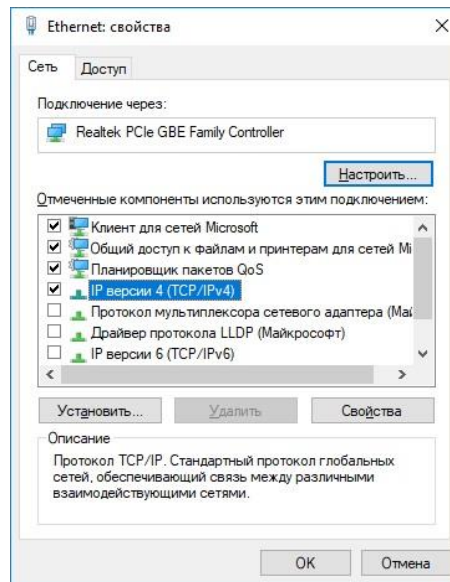 Ethernet: свойства
Сеть
Доступ
Подключение через:
Realtek PCIe GBE Family Controller
Настроить...
Отмеченные компоненты используются этим подключением:
Клиент для сетей Microsoft
Общий доступ к файлам и принтерам для сетей Mi
Планировщик пакетов QoS
IP версии 4 (TCP/IPv4)
Протокол мультиплексора сетевого адаптера (Май
Драйвер протокола LLDP (Майкрософт)
IP версии 6 (TCP/IPv6)
Установить...
Удалить
Свойства
Описание
Протокол TCP/IP. Стандартный протокол глобальных
сетей, обеспечивающий связь между различными
взаимодействующими сетями.
OK
Отмена